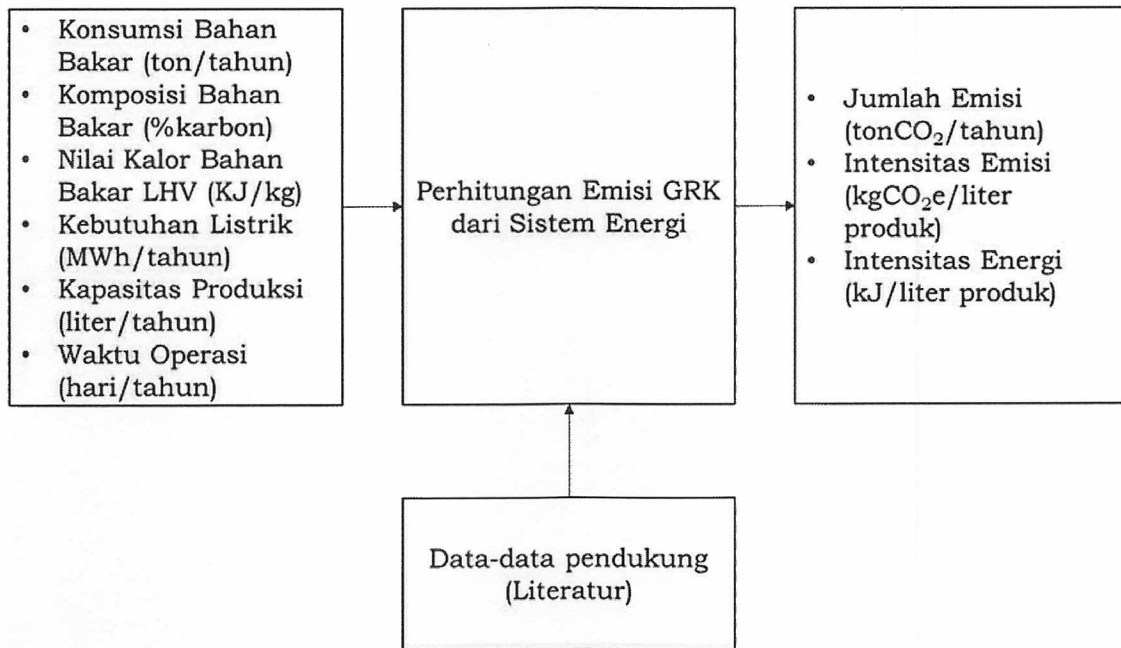 • Konsumsi Bahan
Bakar (ton/tahun)
• Komposisi Bahan
Bakar (%karbon)
• Nilai Kalor Bahan
Bakar LHV (KJ/kg)
• Kebutuhan Listrik
(MWh/tahun)
• Kapasitas Produksi
(liter/tahun)
• Waktu Operasi
(hari/tahun)
Perhitungan Emisi GRK
dari Sistem Energi
• Jumlah Emisi
(tonCO₂/tahun)
• Intensitas Emisi
(kgCO₂e/liter
produk)
• Intensitas Energi
(kJ/liter produk)
Data-data pendukung
(Literatur)